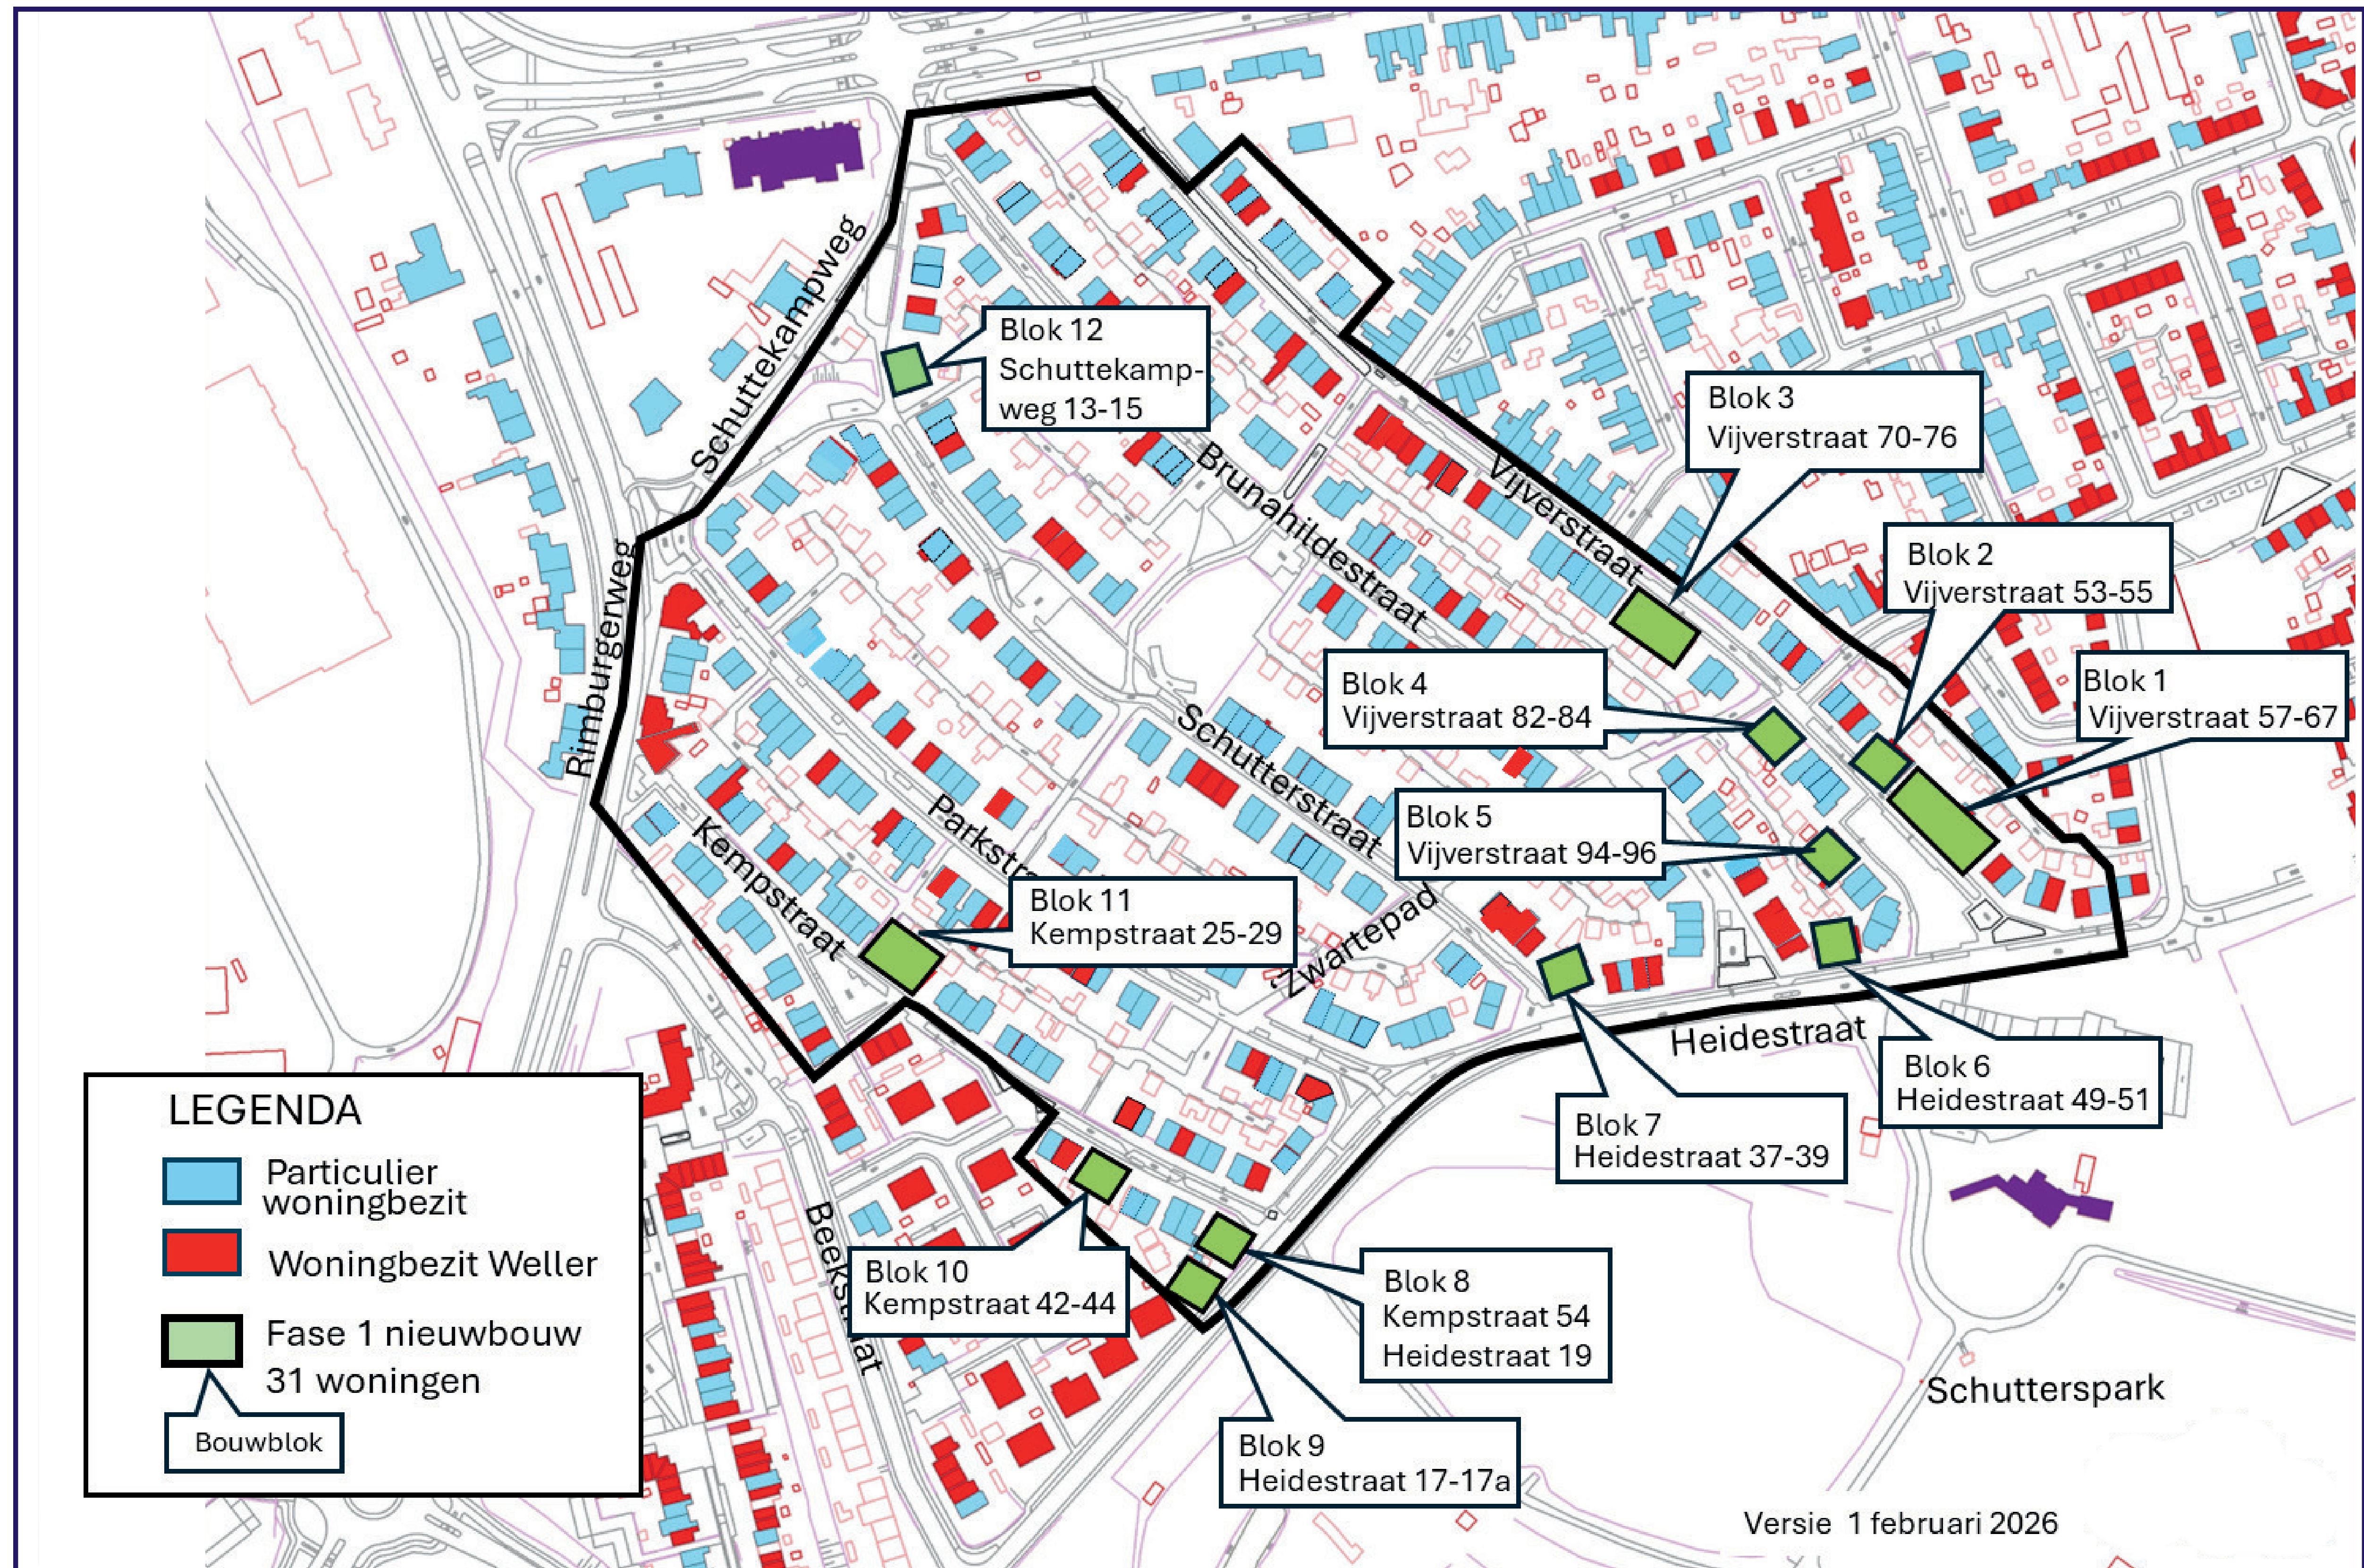 Schuttekampweg
Blok 12
Schuttekamp-
weg 13-15
Blok 3
Vijverstraat 70-76
Brunahildestraat
Vijverstraat
Blok 2
Vijverstraat 53-55
Rimburgerweg
Blok 4
Vijverstraat 82-84
Blok 1
Vijverstraat 57-67
Schutterstraat
Blok 5
Vijverstraat 94-96
Parkstra
Kempstraat
Blok 11
Kempstraat 25-29
Zwartepad
Heidestraat
Blok 6
Heidestraat 49-51
Blok 7
Heidestraat 37-39
LEGENDA
Particulier
woningbezit
Woningbezit Weller
Fase 1 nieuwbouw
31 woningen
Bouwblok
Beekstraat
Blok 10
Kempstraat 42-44
Blok 8
Kempstraat 54
Heidestraat 19
Blok 9
Heidestraat 17-17a
Schutterspark
Versie 1 februari 2026